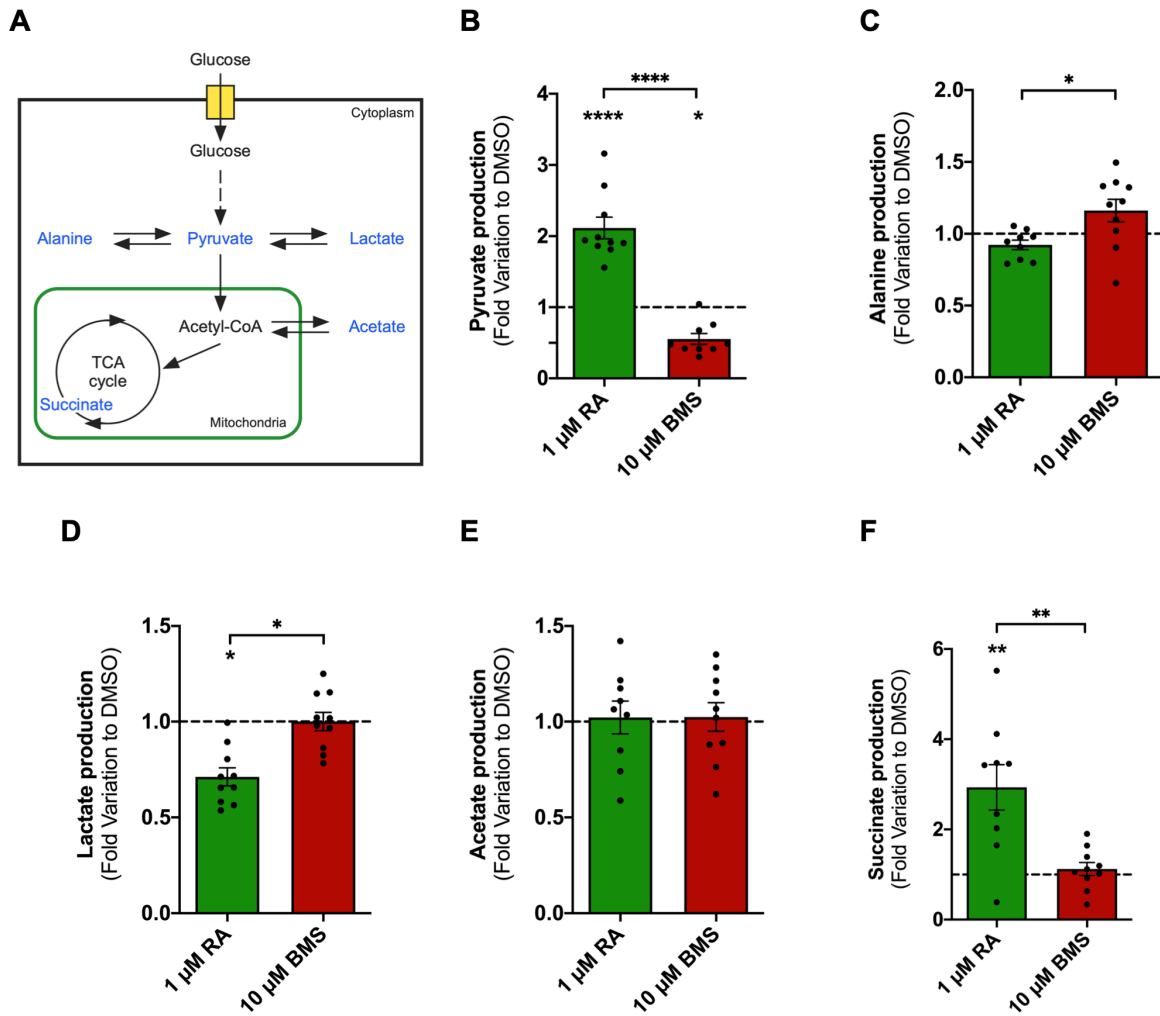 A
Glucose
Cytoplasm
Glucose
Alanine
Pyruvate
Lactate
Acetyl-CoA
Acetate
TCA
cycle
Succinate
Mitochondria
B
Pyruvate production
(Fold Variation to DMSO)
4
3
2
1
0
****
****
*
1 µM RA
10 µM BMS
C
Alanine production
(Fold Variation to DMSO)
2.0
1.5
1.0
0.5
0.0
*
1 µM RA
10 µM BMS
D
Lactate production
(Fold Variation to DMSO)
1.5
1.0
0.5
0.0
*
*
1 µM RA
10 µM BMS
E
Acetate production
(Fold Variation to DMSO)
1.5
1.0
0.5
0.0
1 µM RA
10 µM BMS
F
Succinate production
(Fold Variation to DMSO)
6
4
2
0
**
**
1 µM RA
10 µM BMS